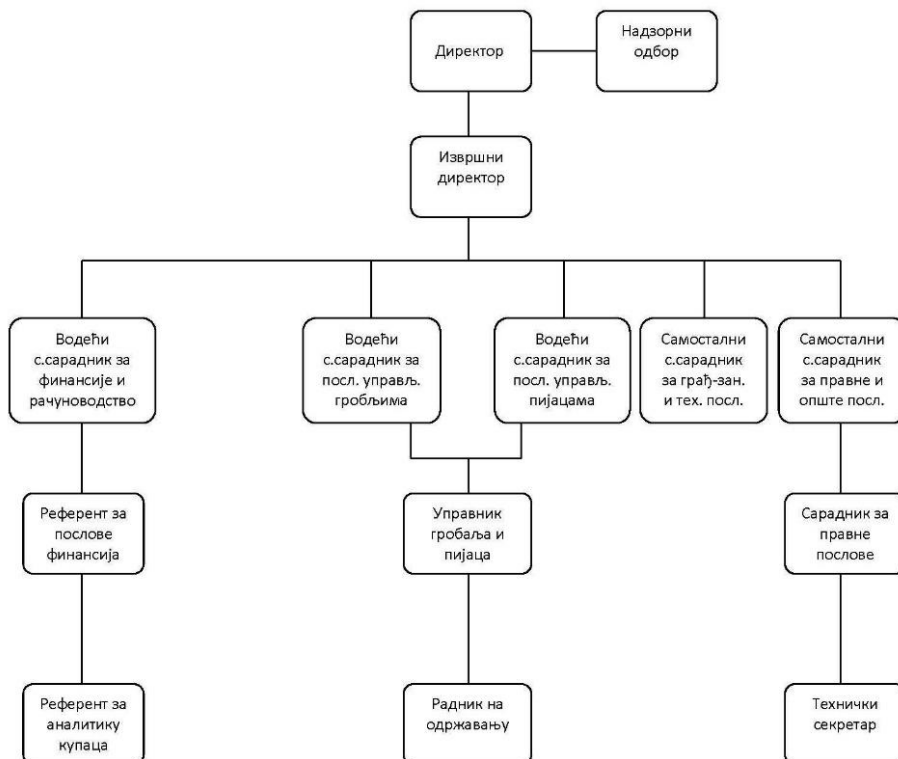 Директор
Надзорни
одбор
Извршни
директор
Водећи
с.сарадник за
финансије и
рачуноводство
Водећи
с.сарадник за
посл. управљ.
гробљима
Водећи
с.сарадник за
посл. управљ.
пијацама
Самостални
с.сарадник
за грађ-зан.
и тех. посл.
Самостални
с.сарадник
за правне и
опште посл.
Референт за
послове
финансија
Управник
гробаља и
пијаца
Сарадник за
правне
послове
Референт за
аналитику
купаца
Радник на
одржавању
Технички
секретар